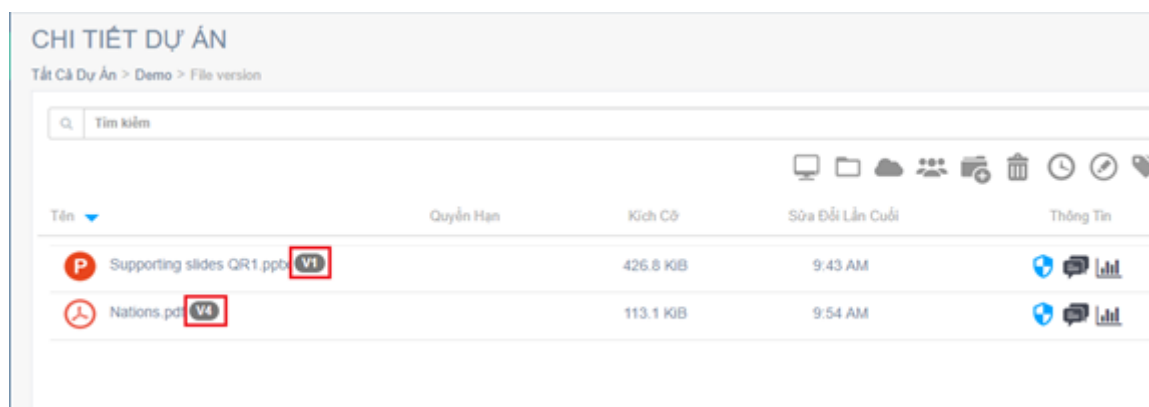 CHI TIẾT DỰ ÁN
Tất Cả Dự Án > Demo > File version
Tìm kiếm
Tên Quyền Hạn Kích Cỡ Sửa Đổi Lần Cuối Thông Tin
P Supporting slides QR1.pptx V1 426.8 KiB 9:43 AM
Nations.pdf V4 113.1 KiB 9:54 AM